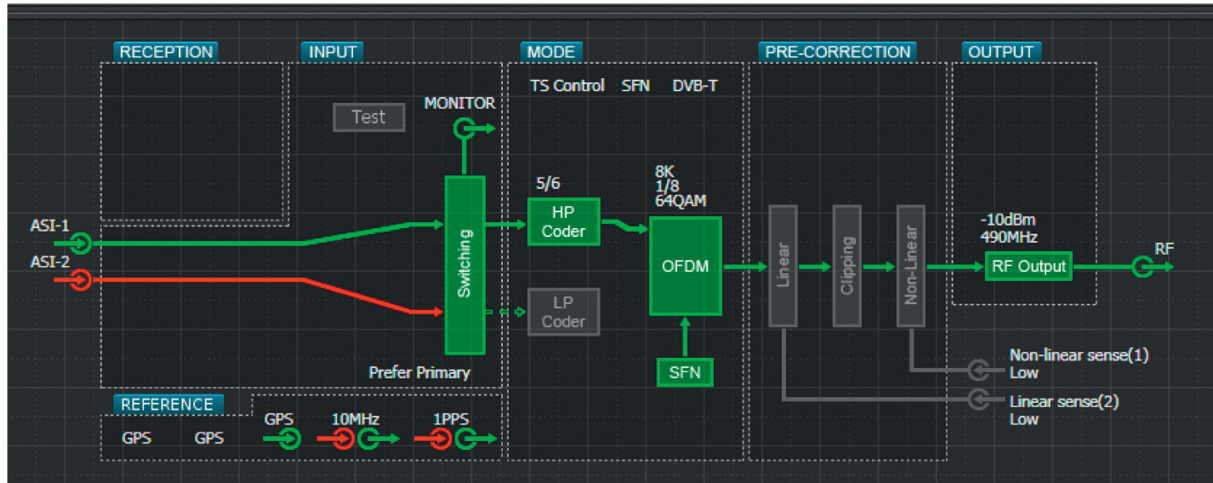 RECEPTION
INPUT
MODE
PRE-CORRECTION
OUTPUT
TS Control SFN DVB-T
MONITOR
Test
5/6
8K
1/8
64QAM
HP
Coder
-10dBm
490MHz
ASI-1
ASI-2
Switching
OFDM
Linear
Clipping
Non-Linear
RF Output
RF
LP
Coder
Prefer Primary
SFN
Non-linear sense(1)
Low
Linear sense(2)
Low
REFERENCE
GPS GPS
GPS
10MHz
1PPS